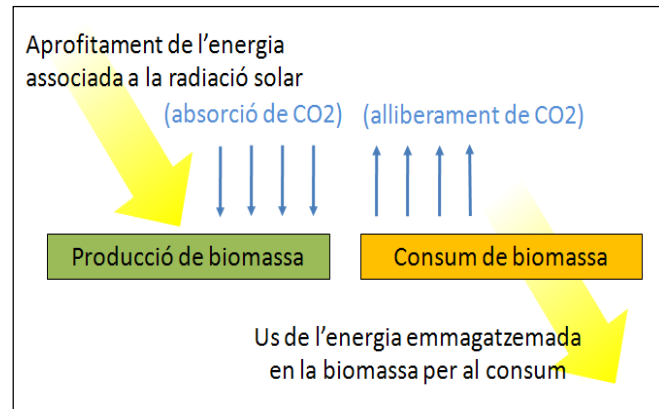 Aprofitament de l’energia
associada a la radiació solar
(absorció de CO2)
(alliberament de CO2)
Producció de biomassa
Consum de biomassa
Us de l’energia emmagatzemada
en la biomassa per al consum